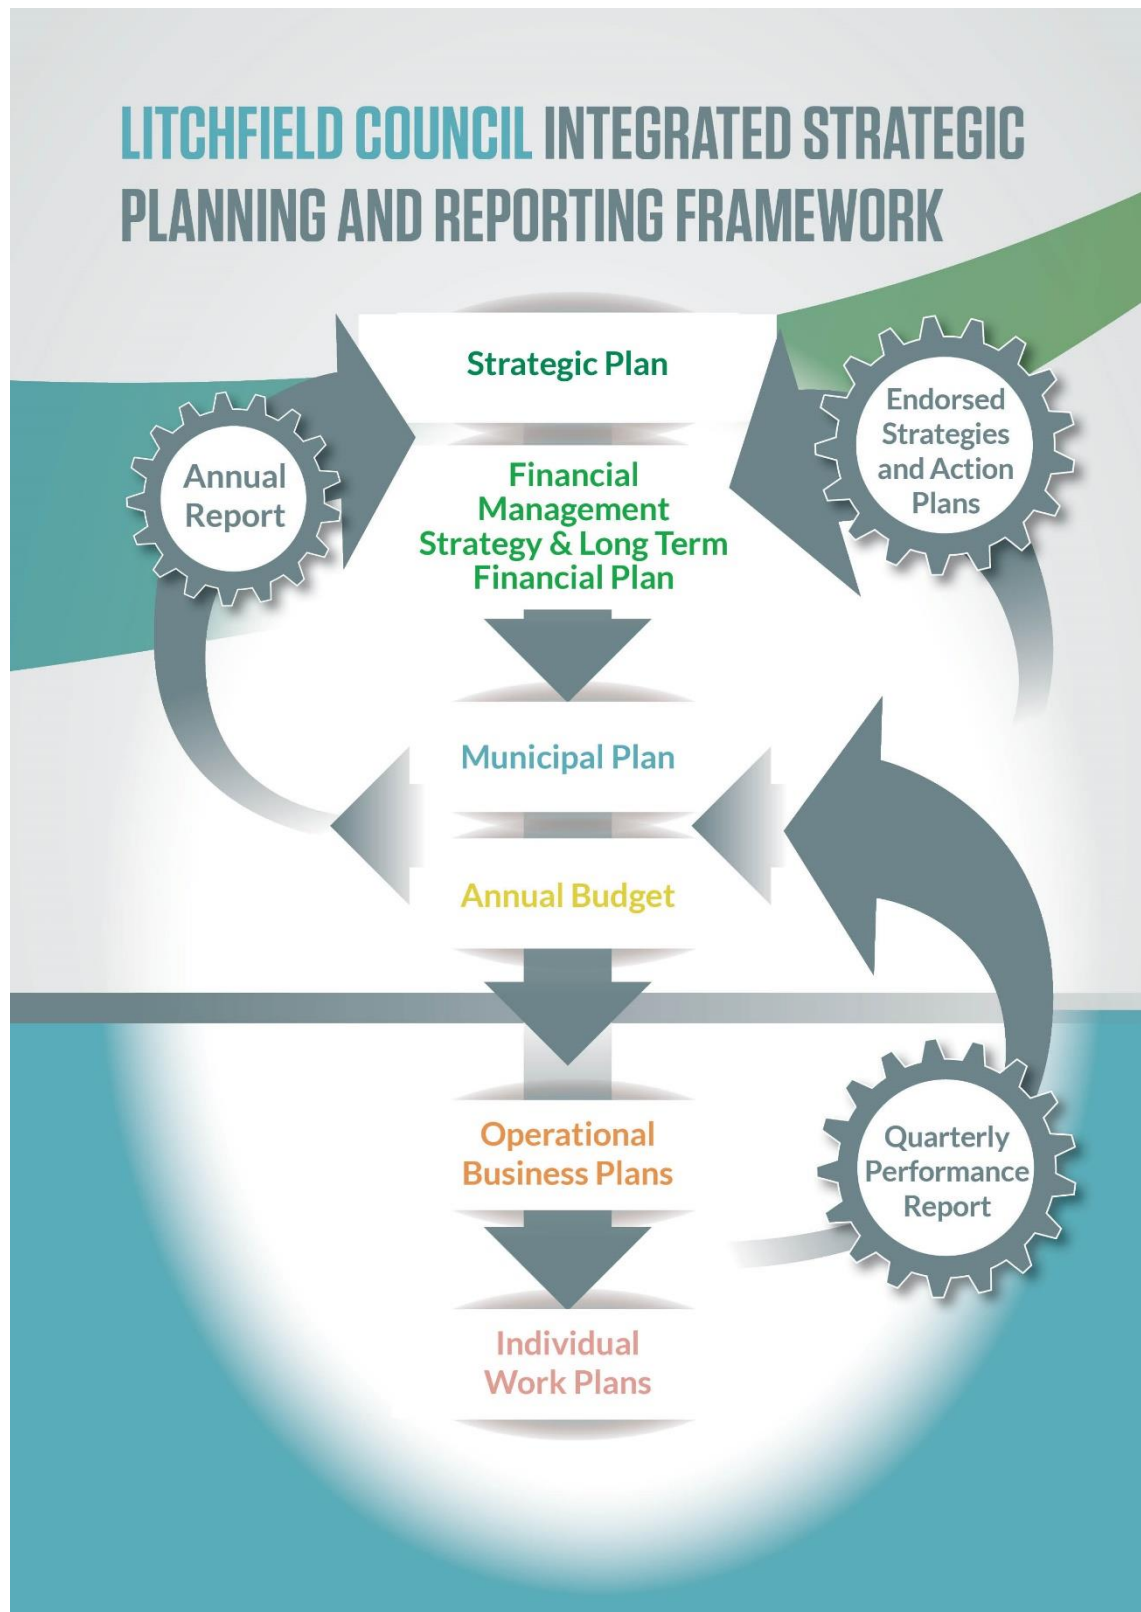 LITCHFIELD COUNCIL INTEGRATED STRATEGIC
PLANNING AND REPORTING FRAMEWORK
Strategic Plan
Financial
Management
Strategy & Long Term
Financial Plan
Annual
Report
Endorsed
Strategies
and Action
Plans
Municipal Plan
Annual Budget
Operational
Business Plans
Quarterly
Performance
Report
Individual
Work Plans